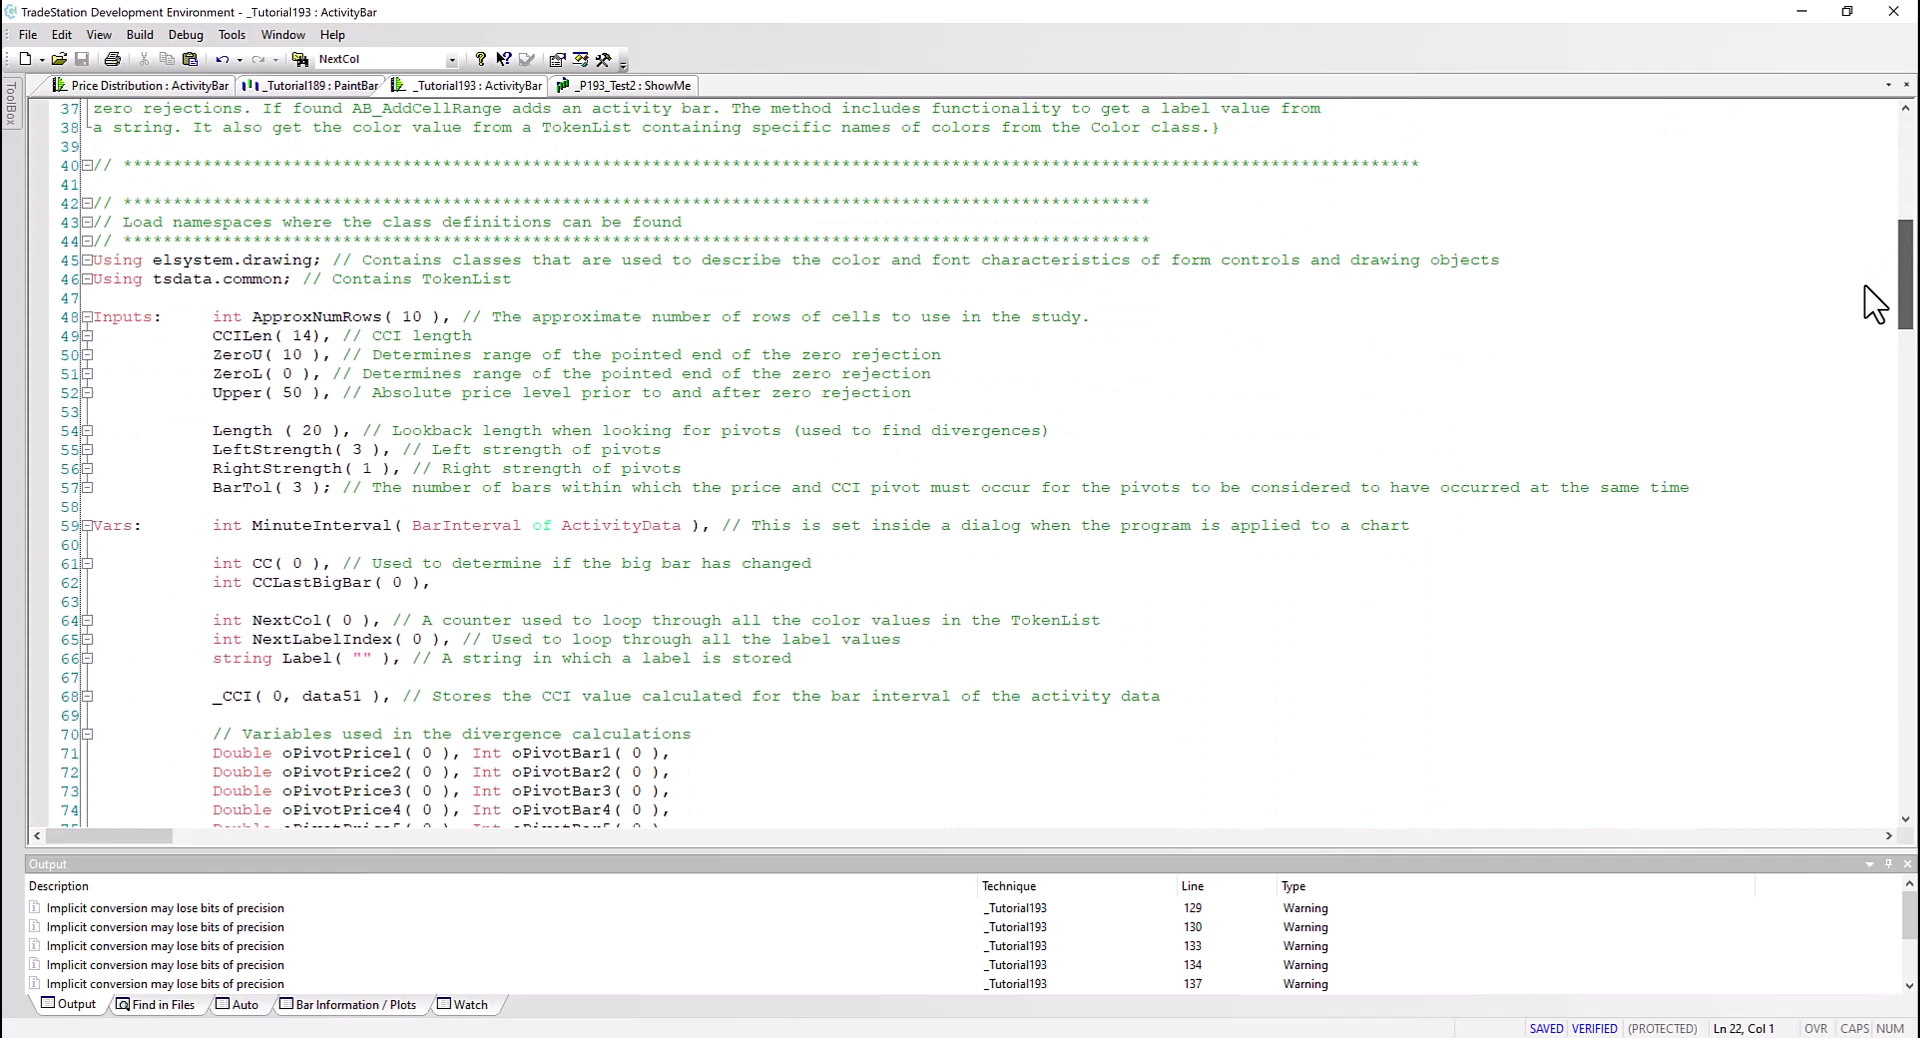 TradeStation Development Environment - _Tutorial193 : ActivityBar
File Edit View Build Debug Tools Window Help
NextCol
ToolBox
Price Distribution : ActivityBar _Tutorial189 : PaintBar _Tutorial193 : ActivityBar _P193_Test2 : ShowMe
37 zero rejections. If found AB_AddCellRange adds an activity bar. The method includes functionality to get a label value from
38 a string. It also get the color value from a TokenList containing specific names of colors from the Color class.}
39
40 // **********************************************************************************************************************************
41
42 // *******************************************************************************************************
43 // Load namespaces where the class definitions can be found
44 // *******************************************************************************************************
45 Using elsystem.drawing; // Contains classes that are used to describe the color and font characteristics of form controls and drawing objects
46 Using tsdata.common; // Contains TokenList
47
48 Inputs: int ApproxNumRows( 10 ), // The approximate number of rows of cells to use in the study.
49 CCILen( 14), // CCI length
50 ZeroU( 10 ), // Determines range of the pointed end of the zero rejection
51 ZeroL( 0 ), // Determines range of the pointed end of the zero rejection
52 Upper( 50 ), // Absolute price level prior to and after zero rejection
53
54 Length ( 20 ), // Lookback length when looking for pivots (used to find divergences)
55 LeftStrength( 3 ), // Left strength of pivots
56 RightStrength( 1 ), // Right strength of pivots
57 BarTol( 3 ); // The number of bars within which the price and CCI pivot must occur for the pivots to be considered to have occurred at the same time
58
59 Vars: int MinuteInterval( BarInterval of ActivityData ), // This is set inside a dialog when the program is applied to a chart
60
61 int CC( 0 ), // Used to determine if the big bar has changed
62 int CCLastBigBar( 0 ),
63
64 int NextCol( 0 ), // A counter used to loop through all the color values in the TokenList
65 int NextLabelIndex( 0 ), // Used to loop through all the label values
66 string Label( "" ), // A string in which a label is stored
67
68 _CCI( 0, data51 ), // Stores the CCI value calculated for the bar interval of the activity data
69
70 // Variables used in the divergence calculations
71 Double oPivotPrice1( 0 ), Int oPivotBar1( 0 ),
72 Double oPivotPrice2( 0 ), Int oPivotBar2( 0 ),
73 Double oPivotPrice3( 0 ), Int oPivotBar3( 0 ),
74 Double oPivotPrice4( 0 ), Int oPivotBar4( 0 ),
Output
Description Technique Line Type
Implicit conversion may lose bits of precision _Tutorial193 129 Warning
Implicit conversion may lose bits of precision _Tutorial193 130 Warning
Implicit conversion may lose bits of precision _Tutorial193 133 Warning
Implicit conversion may lose bits of precision _Tutorial193 134 Warning
Implicit conversion may lose bits of precision _Tutorial193 137 Warning
Output Find in Files Auto Bar Information / Plots Watch
SAVED VERIFIED (PROTECTED) Ln 22, Col 1 OVR CAPS NUM